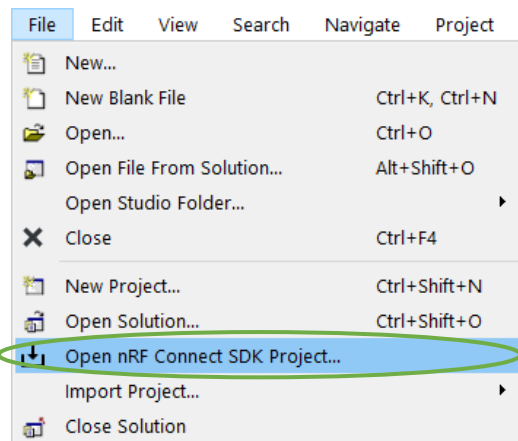 File Edit View Search Navigate Project
New...
New Blank File Ctrl+K, Ctrl+N
Open... Ctrl+O
Open File From Solution... Alt+Shift+O
Open Studio Folder...
Close Ctrl+F4
New Project... Ctrl+Shift+N
Open Solution... Ctrl+Shift+O
Open nRF Connect SDK Project...
Import Project...
Close Solution